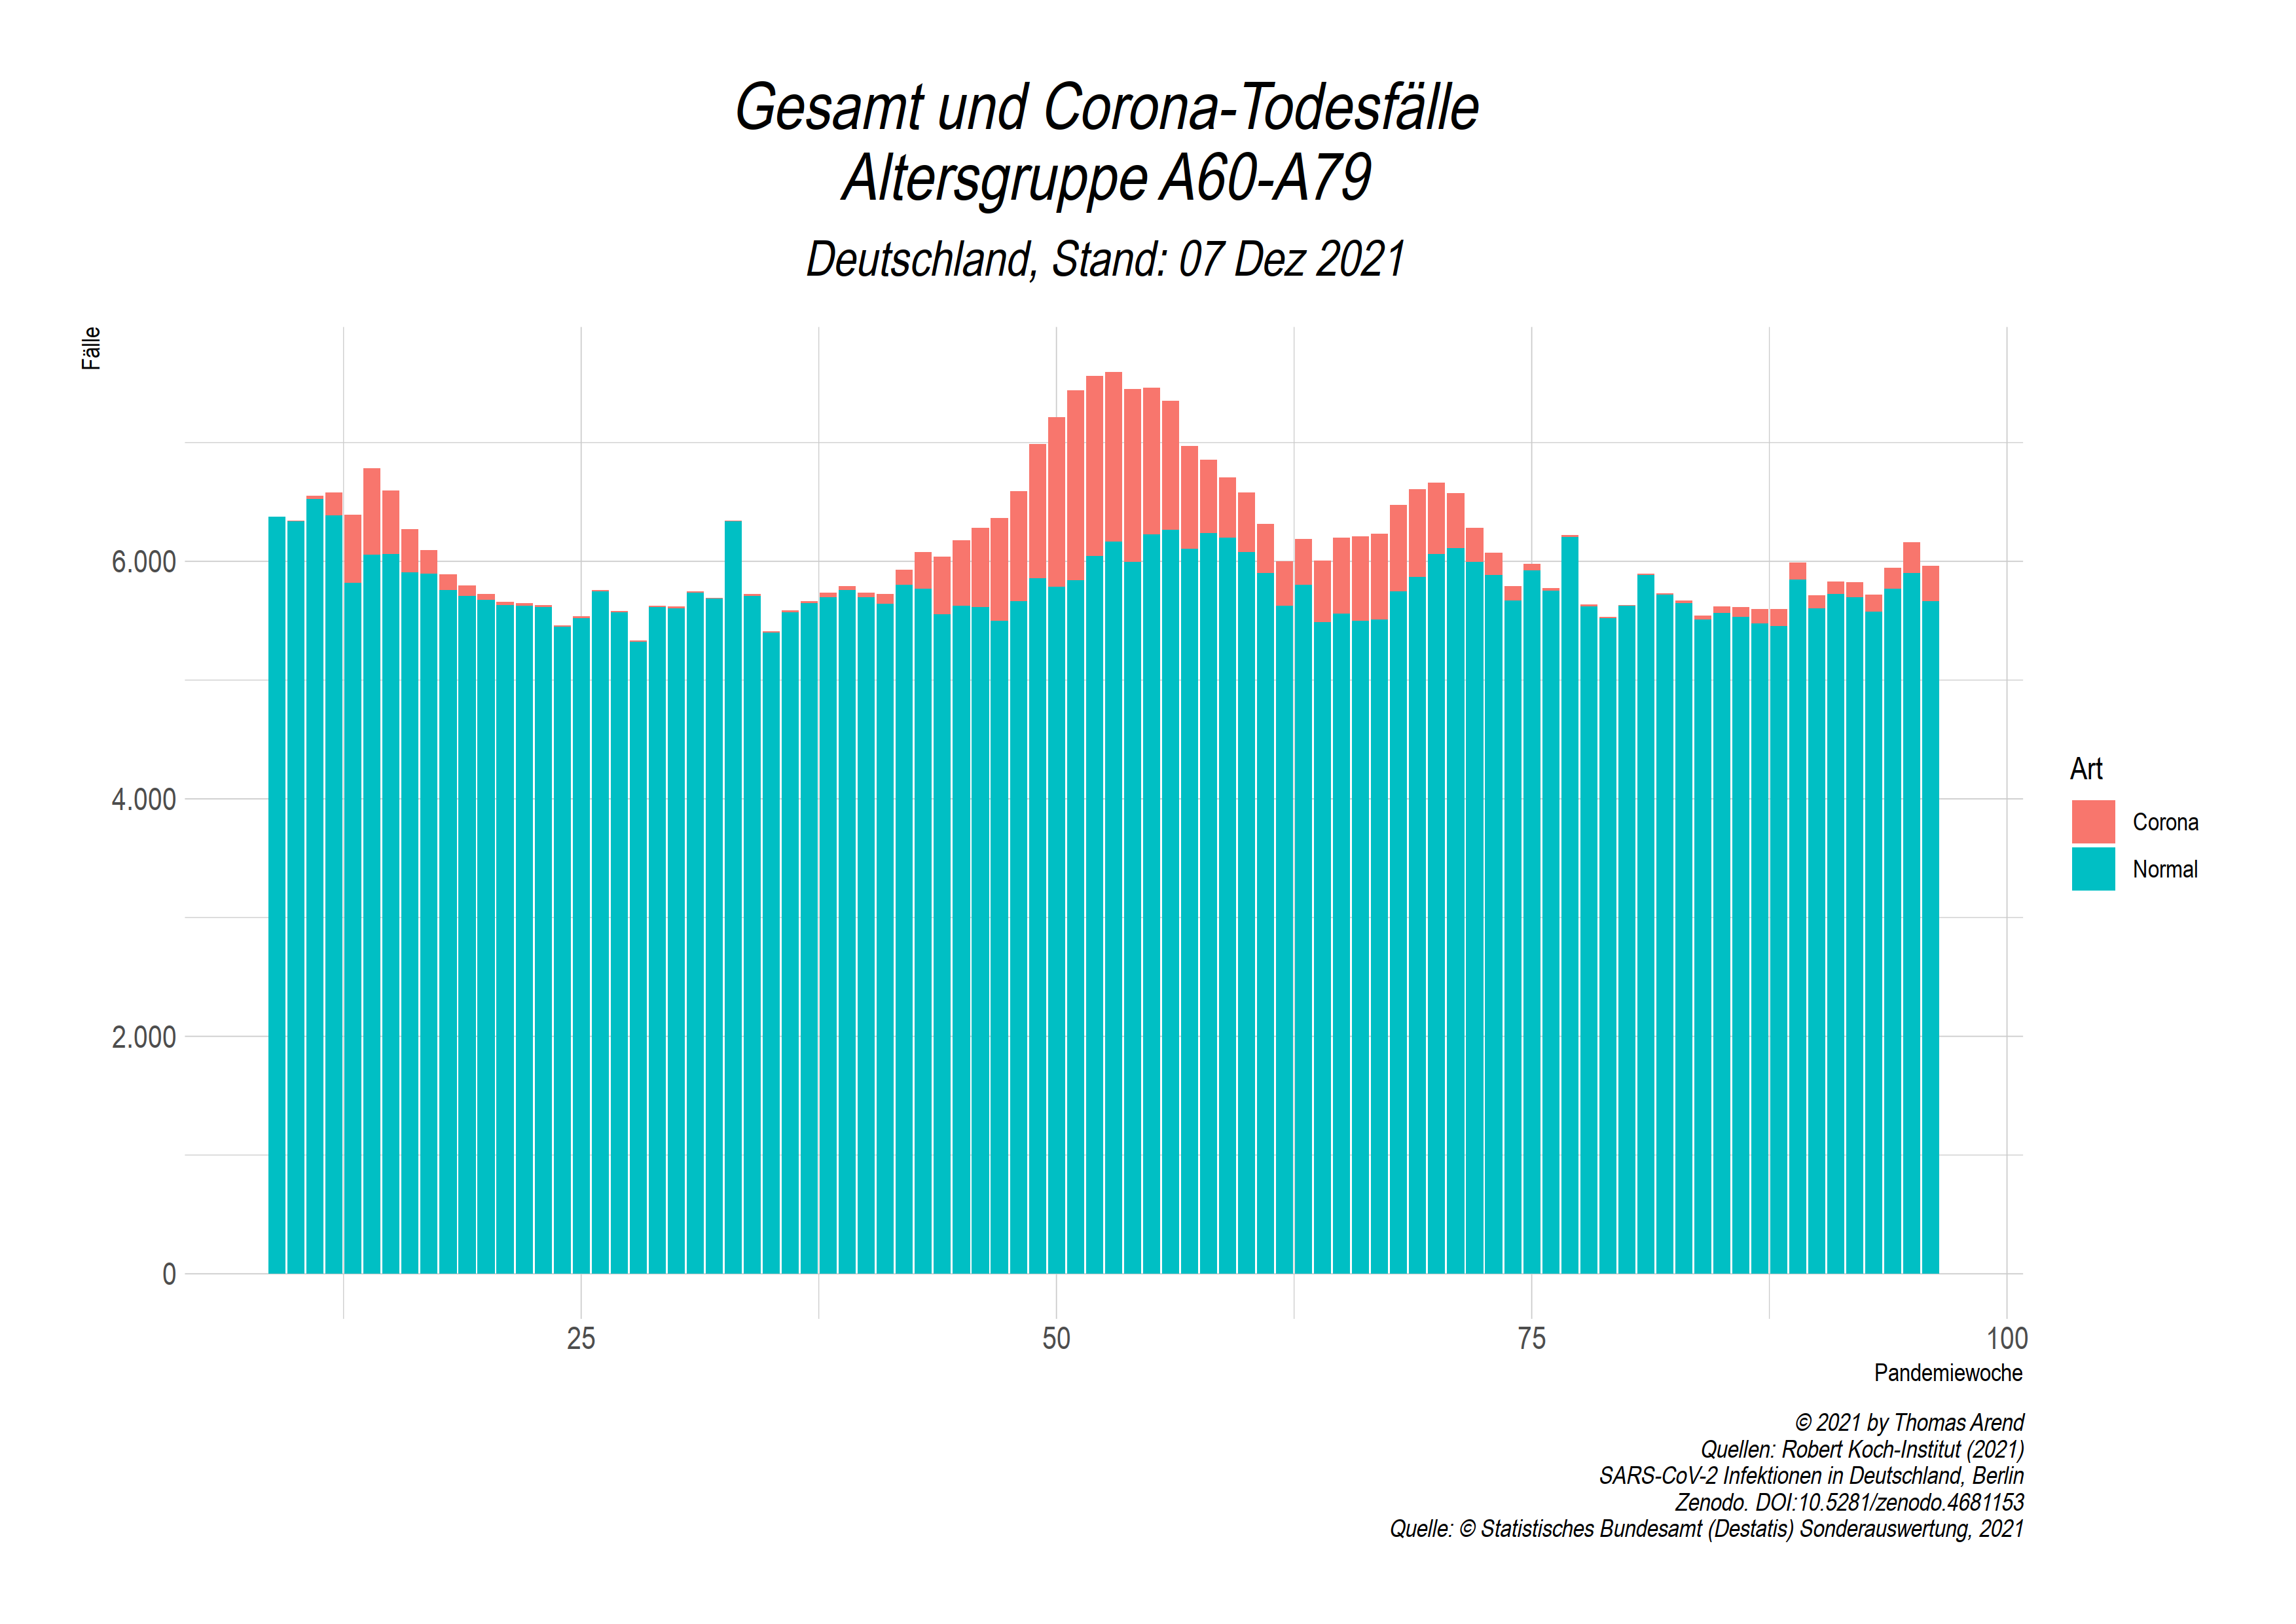 Gesamt und Corona-Todesfälle
Altersgruppe A60-A79
Deutschland, Stand: 07 Dez 2021
Fälle
6.000
4.000
2.000
0
25
50
75
100
Pandemiewoche
Art
Corona
Normal
© 2021 by Thomas Arend
Quellen: Robert Koch-Institut (2021)
SARS-CoV-2 Infektionen in Deutschland, Berlin
Zenodo. DOI:10.5281/zenodo.4681153
Quelle: © Statistisches Bundesamt (Destatis) Sonderauswertung, 2021